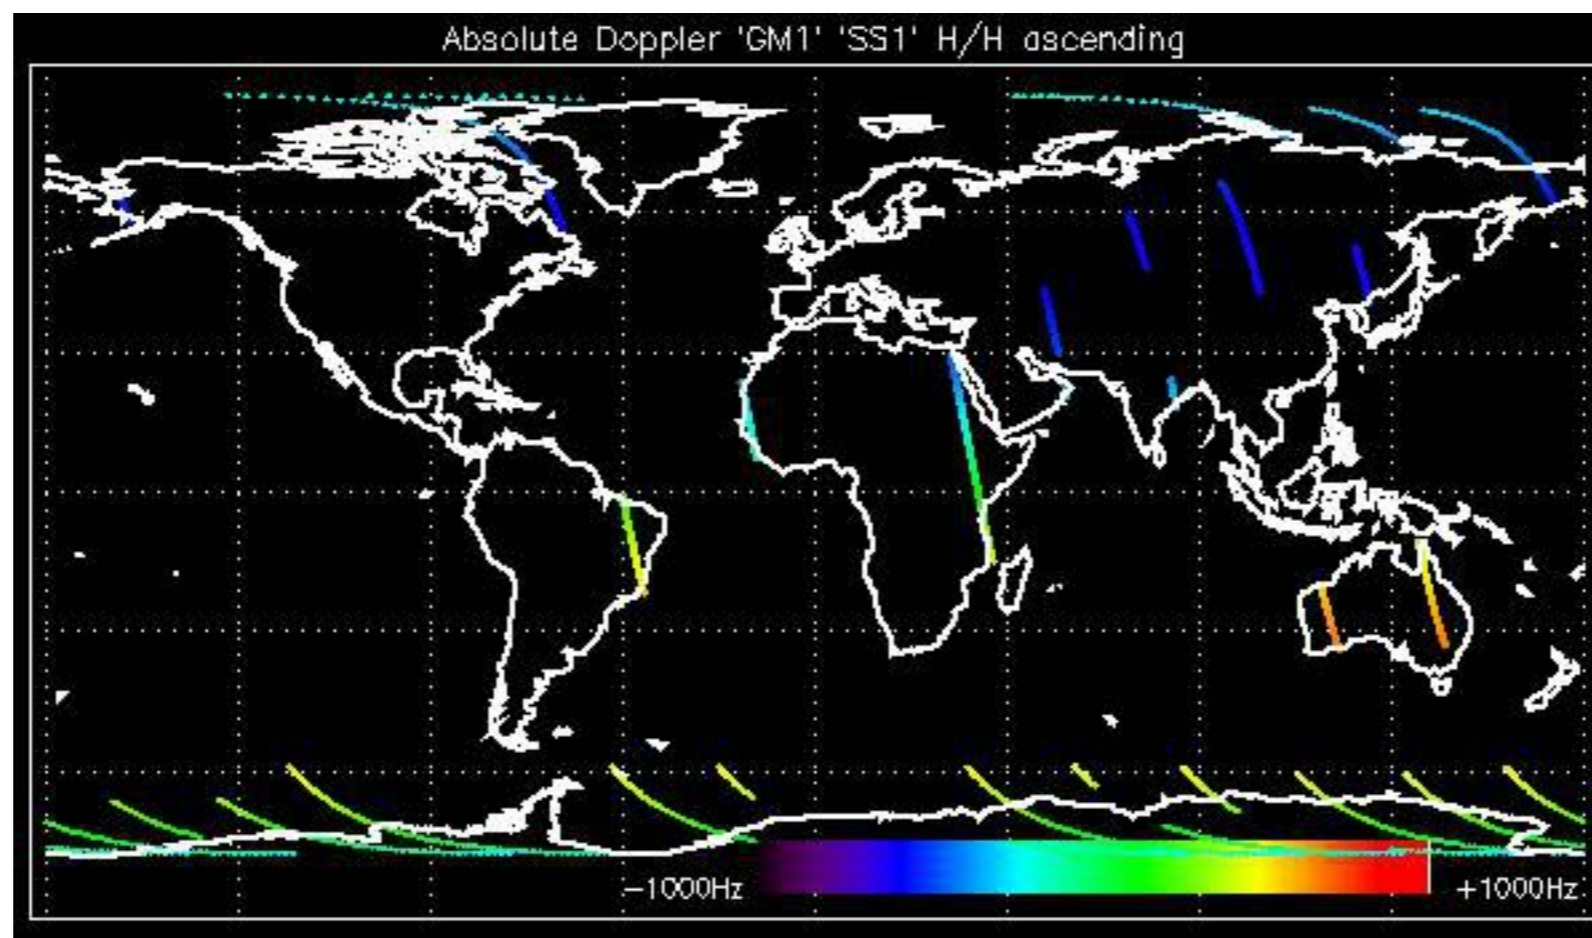 Absolute Doppler 'GM1' 'SS1' H/H ascending
−1000Hz
+1000Hz